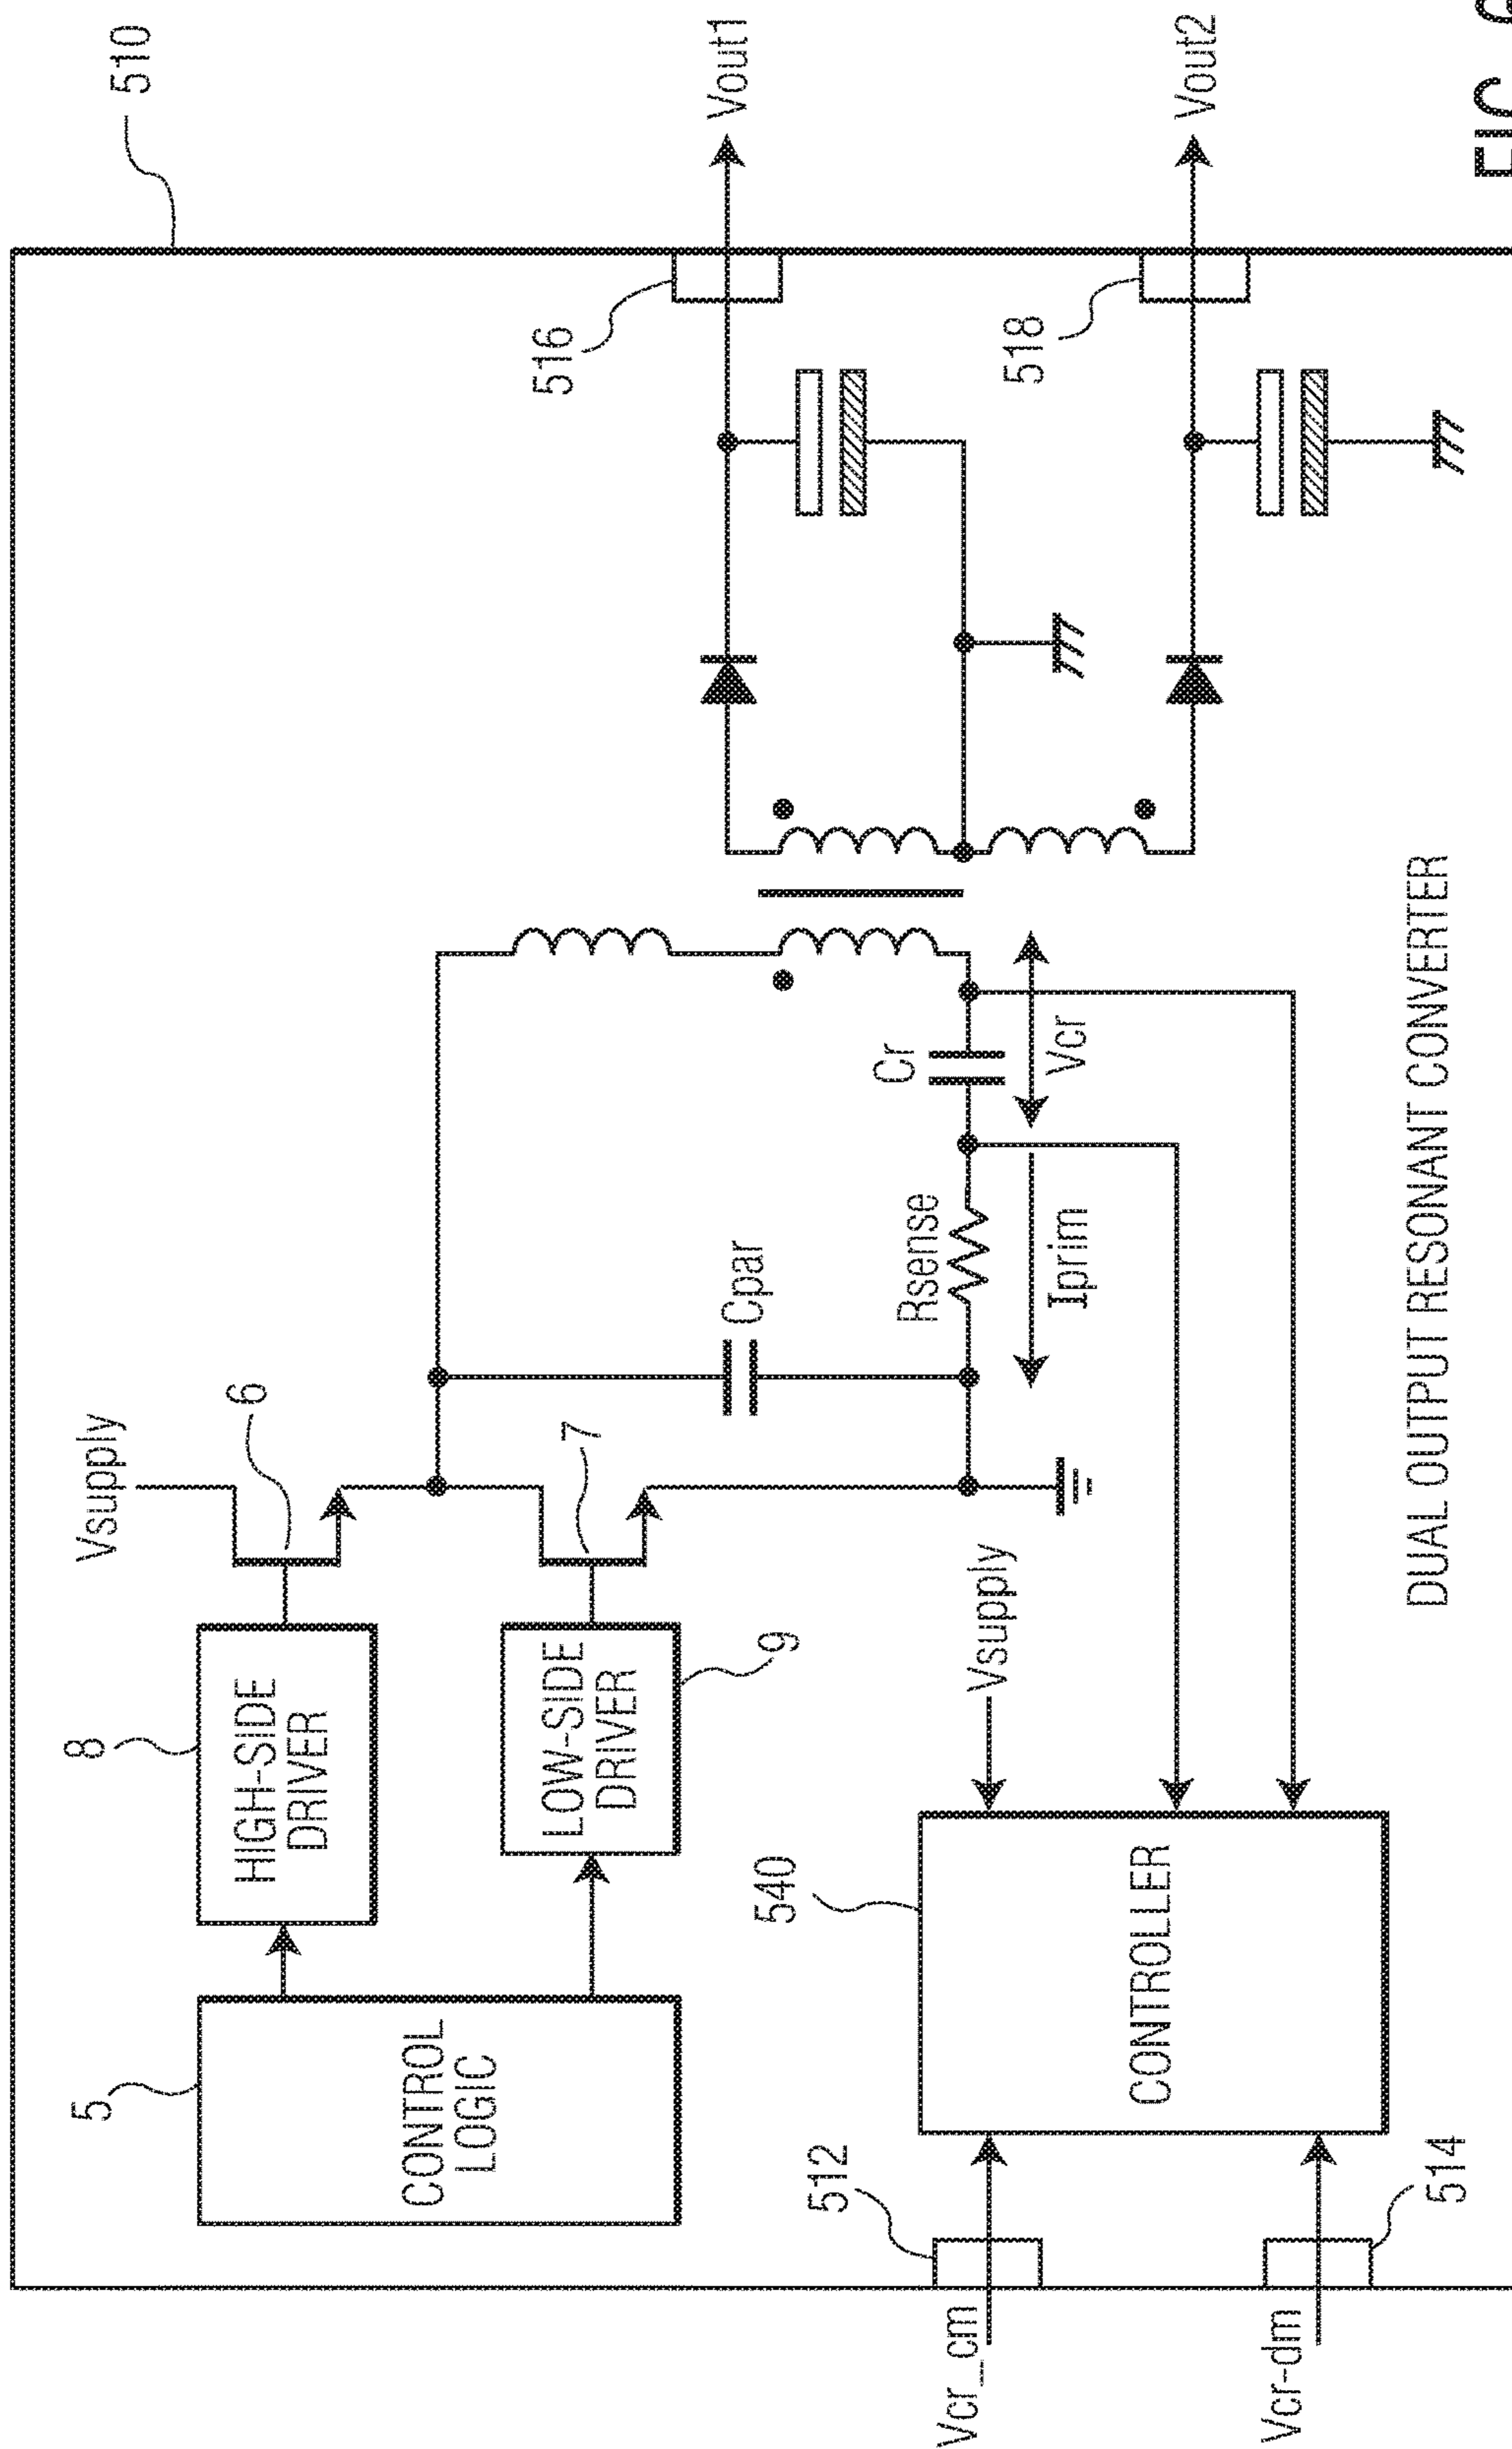 510
Vsupply
6
8
HIGH-SIDE
DRIVER
5
CONTROL
LOGIC
7
LOW-SIDE
DRIVER
9
Cpar
Rsense
Cr
Iprim
Vcr
516
Vout1
518
Vout2
Vsupply
540
CONTROLLER
512
Vcr_cm
514
Vcr-dm
DUAL OUTPUT RESONANT CONVERTER
FIG.